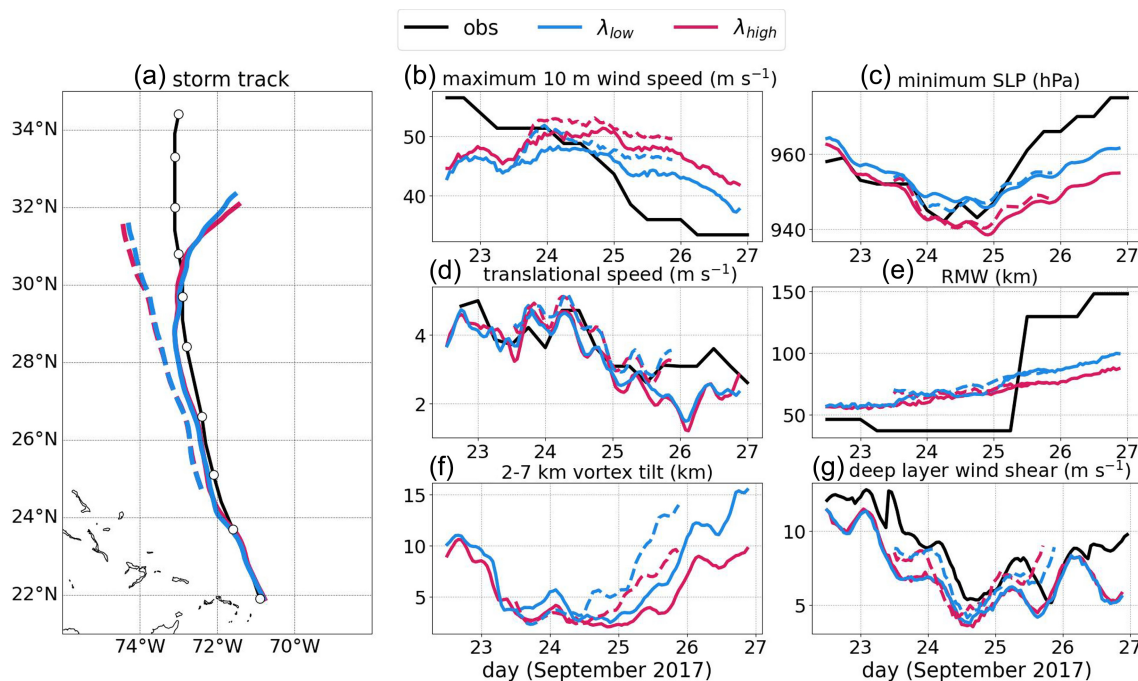 obs λlow λhigh
(a) storm track
34°N
32°N
30°N
28°N
26°N
24°N
22°N
74°W 72°W 70°W
(b) maximum 10 m wind speed (m s⁻¹)
50
40
23 24 25 26 27
(c) minimum SLP (hPa)
960
940
23 24 25 26 27
(d) translational speed (m s⁻¹)
4
2
23 24 25 26 27
(e) RMW (km)
150
100
50
23 24 25 26 27
(f) 2-7 km vortex tilt (km)
15
10
5
23 24 25 26 27
day (September 2017)
(g) deep layer wind shear (m s⁻¹)
10
5
23 24 25 26 27
day (September 2017)